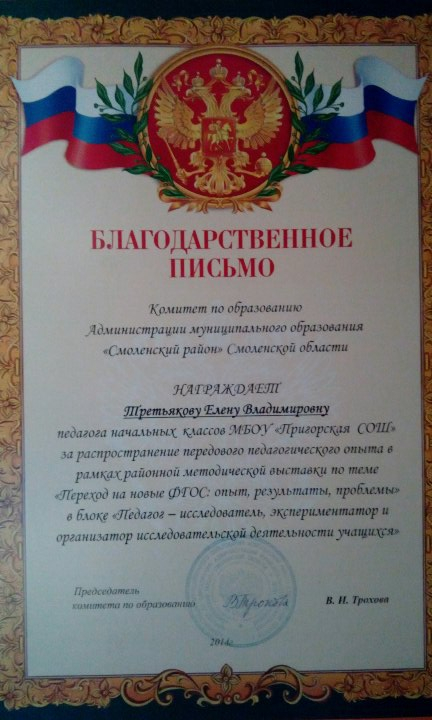 БЛАГОДАРСТВЕННОЕ
ПИСЬМО
Комитет по образованию
Администрации муниципального образования
«Смоленский район» Смоленской области
НАГРАЖДАЕТ
Третьякову Елену Владимировну
педагога начальных классов МБОУ «Пригорская СОШ»
за распространение передового педагогического опыта в
рамках районной методической выставки по теме
«Переход на новые ФГОС: опыт, результаты, проблемы»
в блоке «Педагог – исследователь, экспериментатор и
организатор исследовательской деятельности учащихся»
Председатель
комитета по образованию
В. И. Трохова
2014г.